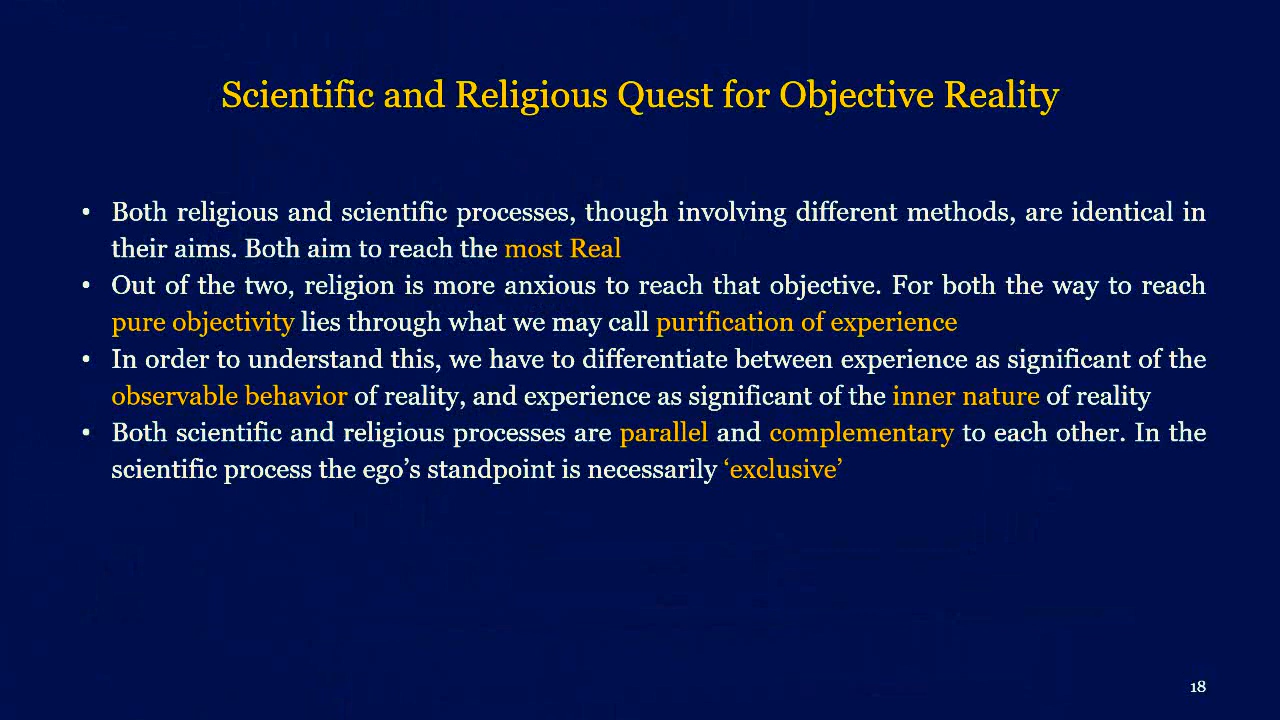 Scientific and Religious Quest for Objective Reality
• Both religious and scientific processes, though involving different methods, are identical in
their aims. Both aim to reach the most Real
• Out of the two, religion is more anxious to reach that objective. For both the way to reach
pure objectivity lies through what we may call purification of experience
• In order to understand this, we have to differentiate between experience as significant of the
observable behavior of reality, and experience as significant of the inner nature of reality
• Both scientific and religious processes are parallel and complementary to each other. In the
scientific process the ego’s standpoint is necessarily ‘exclusive’
18